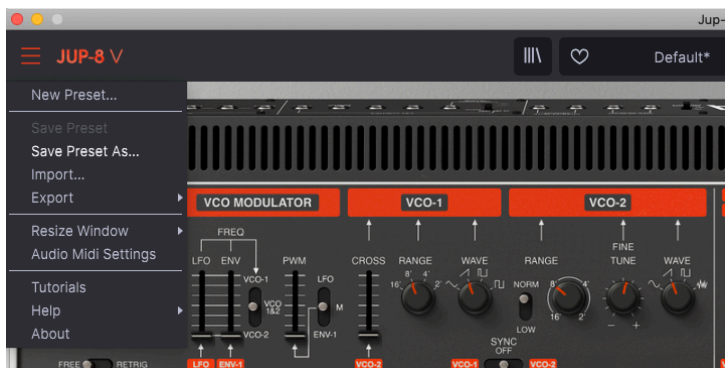 Jup-
JUP-8 V
Default*
New Preset...
Save Preset
Save Preset As...
Import...
Export
Resize Window
Audio Midi Settings
Tutorials
Help
About
VCO MODULATOR
VCO-1
VCO-2
FREQ
LFO ENV
PWM
CROSS
RANGE
WAVE
RANGE
FINE
TUNE
WAVE
VCO-1
VCO
1&2
VCO-2
LFO
M
ENV-1
16' 8' 4' 2'
NORM
LOW
16' 8' 4' 2'
- +
SYNC
OFF
FREE
RETRIG
LFO
ENV-1
VCO-2
VCO-1
VCO-2